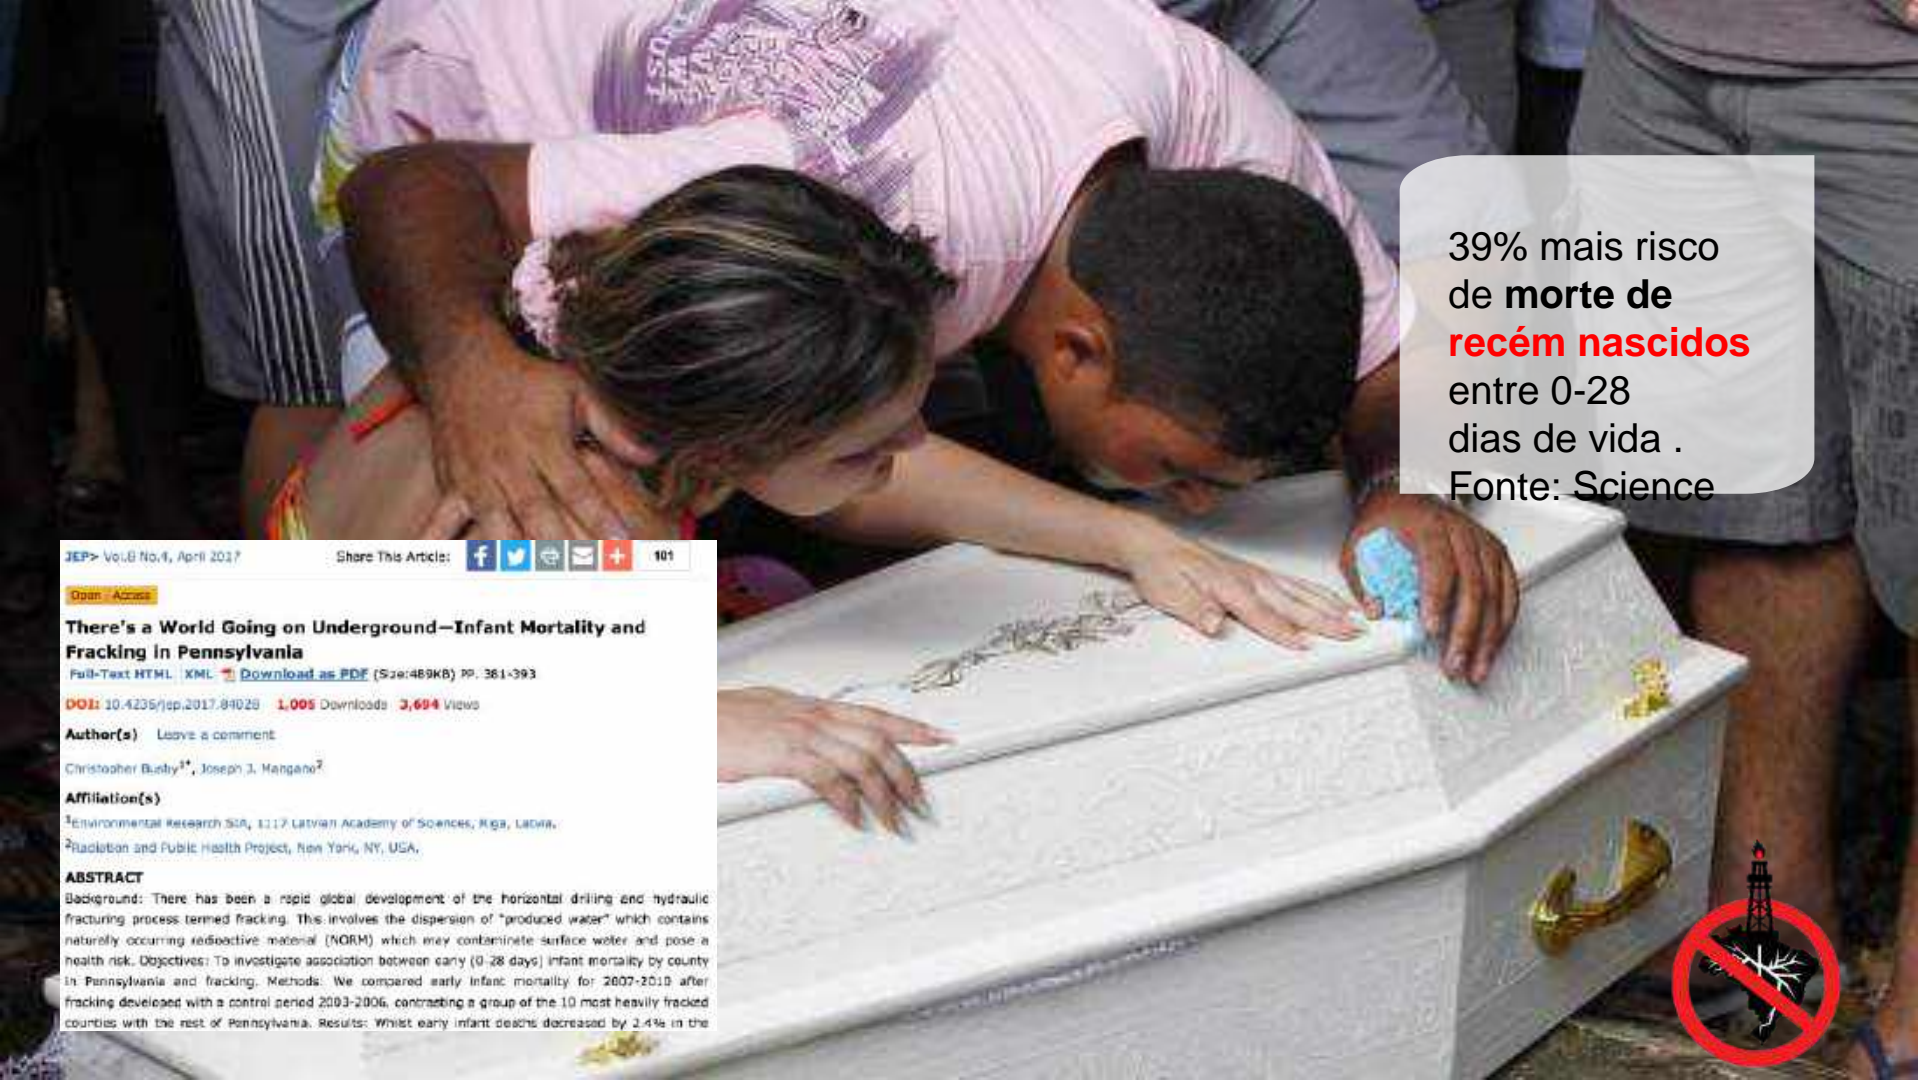 39% mais risco
de morte de
recém nascidos
entre 0-28
dias de vida .
Fonte: Science
JEP> Vol.8 No.4, April 2017
Share This Article:
101
Open Access
There's a World Going on Underground—Infant Mortality and
Fracking in Pennsylvania
Full-Text HTML XML Download as PDF (Size:489KB) PP. 381-393
DOI: 10.4236/jep.2017.84028 1,005 Downloads 3,694 Views
Author(s) Leave a comment
Christopher Busby1*, Joseph J. Mangano2
Affiliation(s)
1Environmental Research SIA, 1117 Latvian Academy of Sciences, Riga, Latvia.
2Radiation and Public Health Project, New York, NY, USA.
ABSTRACT
Background: There has been a rapid global development of the horizontal drilling and hydraulic
fracturing process termed fracking. This involves the dispersion of "produced water" which contains
naturally occurring radioactive material (NORM) which may contaminate surface water and pose a
health risk. Objectives: To investigate association between early (0-28 days) infant mortality by county
in Pennsylvania and fracking. Methods: We compared early infant mortality for 2007-2010 after
fracking developed with a control period 2003-2006, contrasting a group of the 10 most heavily fracked
counties with the rest of Pennsylvania. Results: Whilst early infant deaths decreased by 2.4% in the